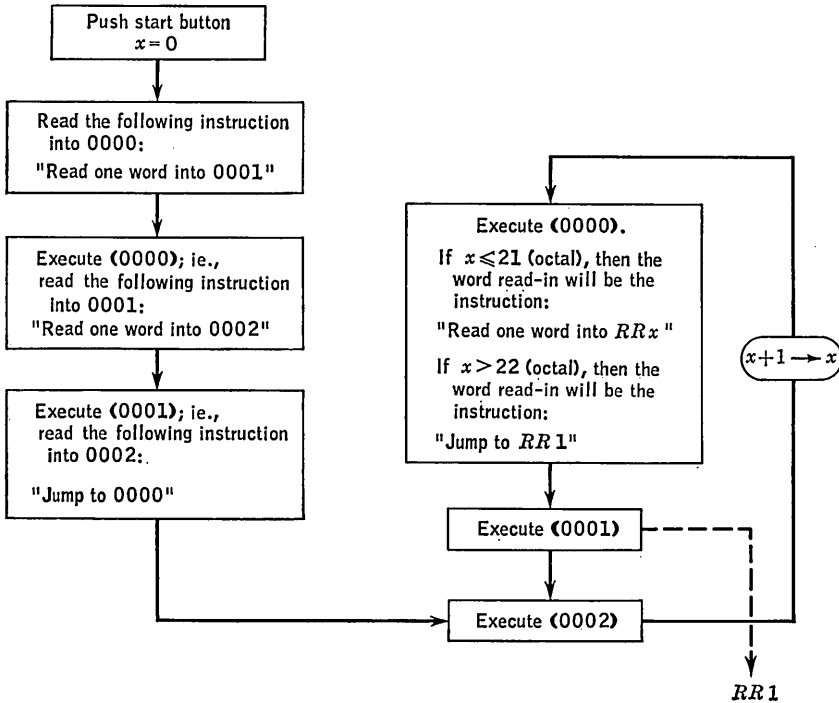 Push start button
x = 0
Read the following instruction
into 0000:
"Read one word into 0001"
Execute (0000); ie.,
read the following instruction
into 0001:
"Read one word into 0002"
Execute (0001); ie.,
read the following instruction
into 0002:
"Jump to 0000"
Execute (0000).
If x ⩽ 21 (octal), then the
word read-in will be the
instruction:
"Read one word into RRx"
If x > 22 (octal), then the
word read-in will be the
instruction:
"Jump to RR1"
x+1 → x
Execute (0001)
Execute (0002)
RR1